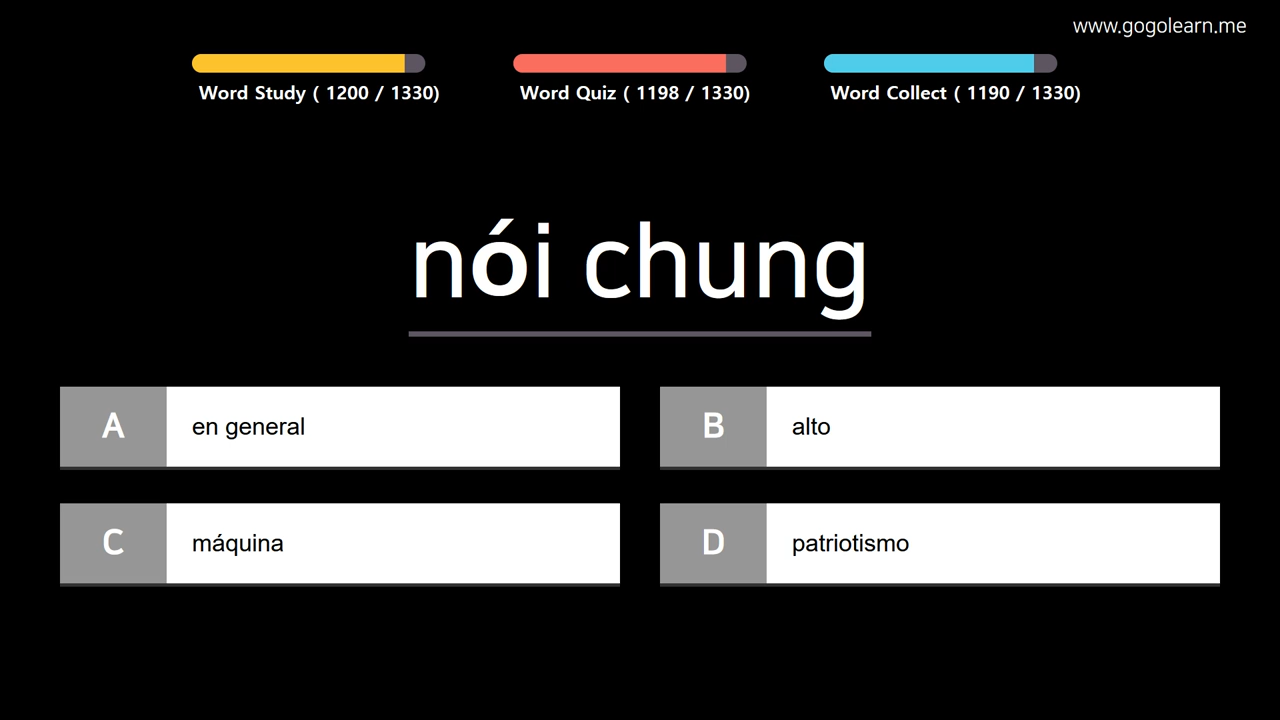 www.gogolearn.me
Word Study ( 1200 / 1330)
Word Quiz ( 1198 / 1330)
Word Collect ( 1190 / 1330)
nói chung
A en general
B alto
C máquina
D patriotismo